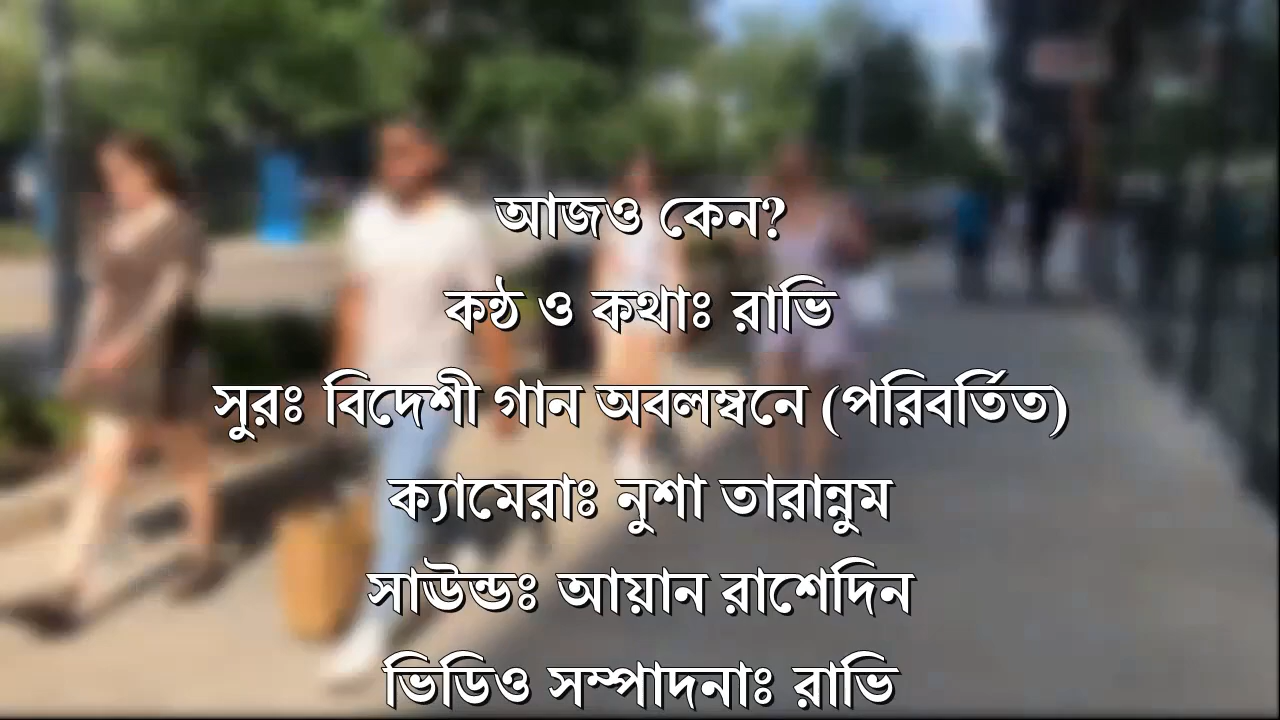 আজও কেন?
কন্ঠ ও কথাঃ রাভি
সুরঃ বিদেশী গান অবলম্বনে (পরিবর্তিত)
ক্যামেরাঃ নুশা তারান্নুম
সাউন্ডঃ আয়ান রাশেদিন
ভিডিও সম্পাদনাঃ রাভি